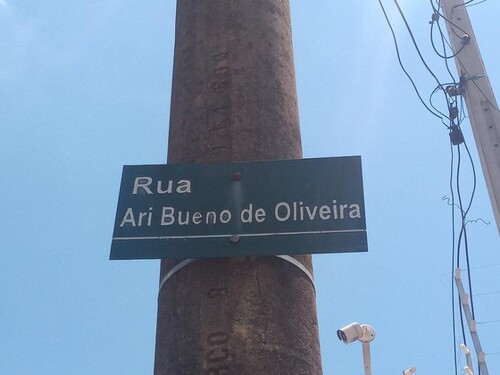 Rua
Ari Bueno de Oliveira